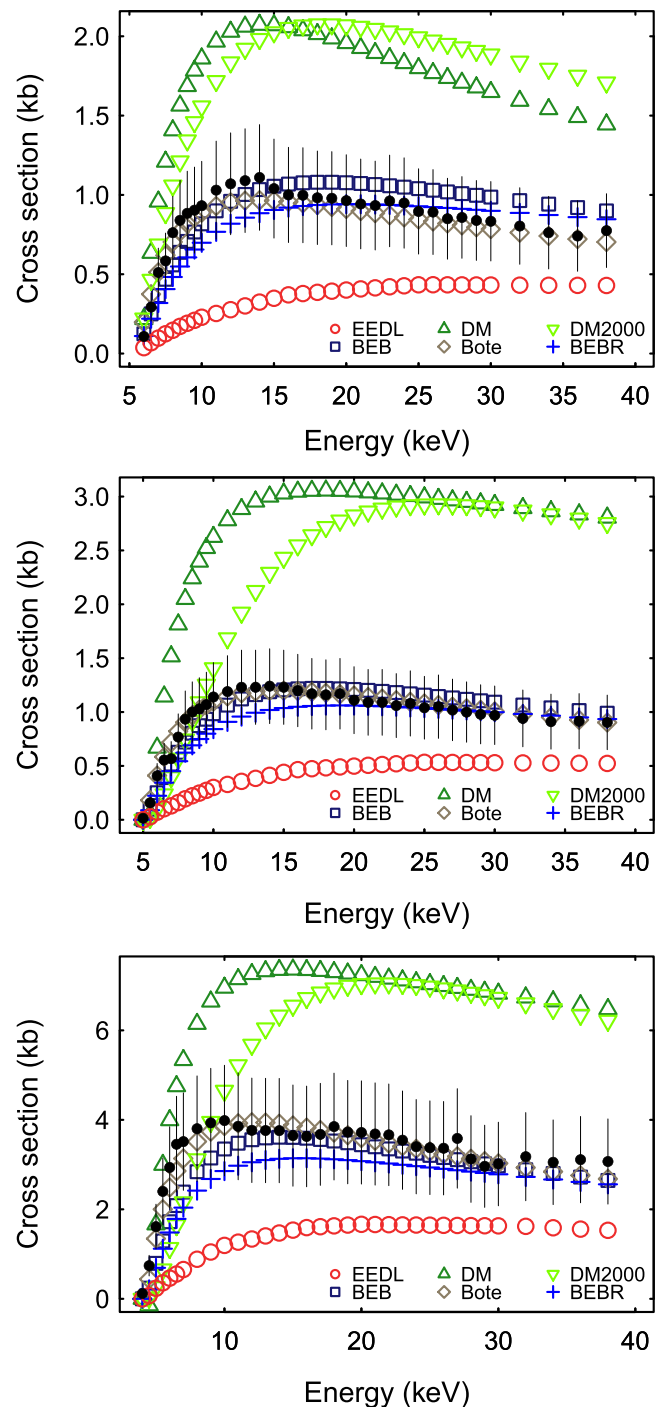 2.0
1.5
1.0
0.5
0.0
Cross section (kb)
EEDL DM DM2000
BEB Bote BEBR
5 10 15 20 25 30 35 40
Energy (keV)
3.0
2.5
2.0
1.5
1.0
0.5
0.0
Cross section (kb)
EEDL DM DM2000
BEB Bote BEBR
5 10 15 20 25 30 35 40
Energy (keV)
6
4
2
0
Cross section (kb)
EEDL DM DM2000
BEB Bote BEBR
10 20 30 40
Energy (keV)